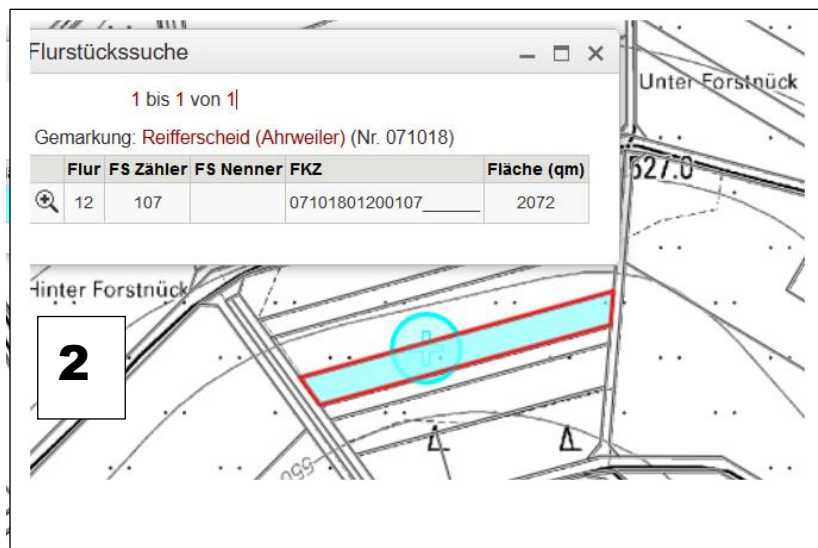 Flurstückssuche
1 bis 1 von 1
Gemarkung: Reifferscheid (Ahrweiler) (Nr. 071018)
Flur FS Zähler FS Nenner FKZ Fläche (qm)
12 107 07101801200107______ 2072
Unter Forstnück
527.0
Hinter Forstnück
2
550